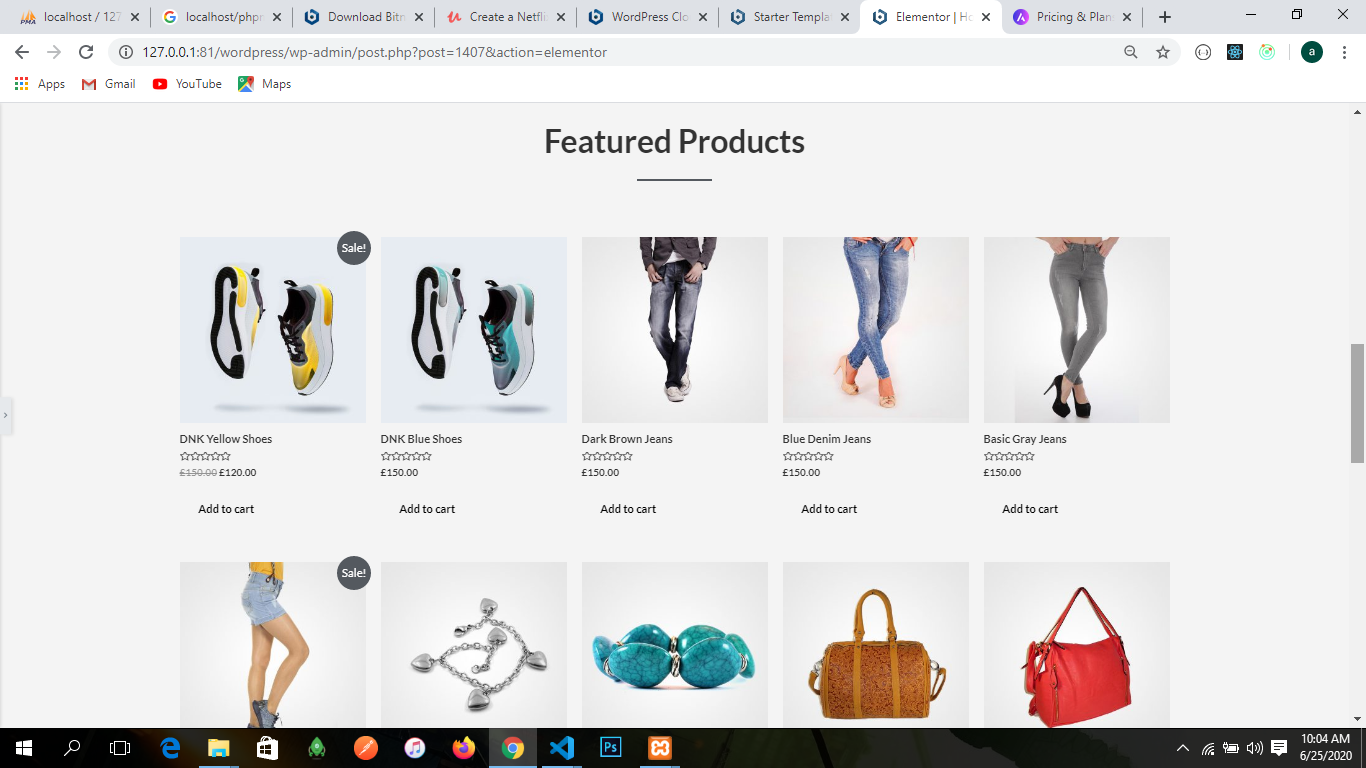 localhost / 127
localhost/phpr
Download Bitn
Create a Netfli
WordPress Clo
Starter Templat
Elementor | Ho
Pricing & Plans
127.0.0.1:81/wordpress/wp-admin/post.php?post=1407&action=elementor
a
Apps
Gmail
YouTube
Maps
Featured Products
Sale!
DNK Yellow Shoes
DNK Blue Shoes
Dark Brown Jeans
Blue Denim Jeans
Basic Gray Jeans
£150.00 £120.00
£150.00
£150.00
£150.00
£150.00
Add to cart
Add to cart
Add to cart
Add to cart
Add to cart
Sale!
Ps
10:04 AM
6/25/2020